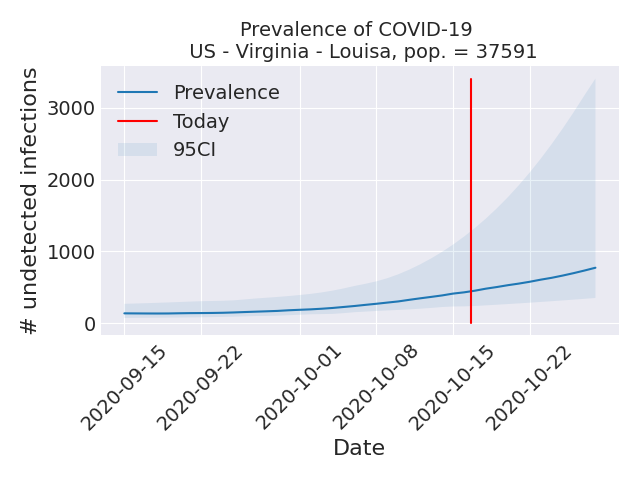 Prevalence of COVID-19
US - Virginia - Louisa, pop. = 37591
# undetected infections
3000
2000
1000
0
Prevalence
Today
95CI
2020-09-15
2020-09-22
2020-10-01
2020-10-08
2020-10-15
2020-10-22
Date